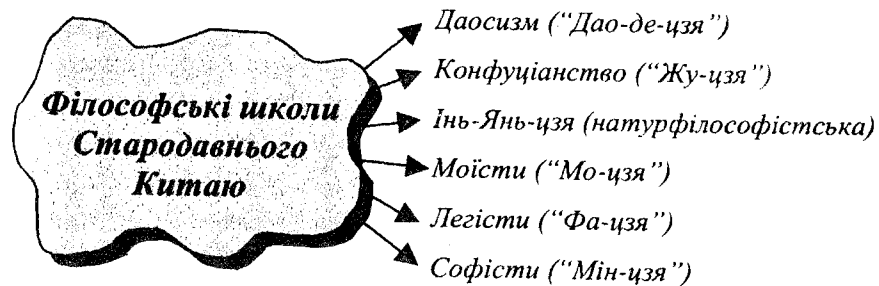 Філософські школи
Стародавнього
Китаю
Даосизм (“Дао-де-цзя”)
Конфуціанство (“Жу-цзя”)
Інь-Янь-цзя (натурфілософістська)
Моїсти (“Мо-цзя”)
Легісти (“Фа-цзя”)
Софісти (“Мін-цзя”)